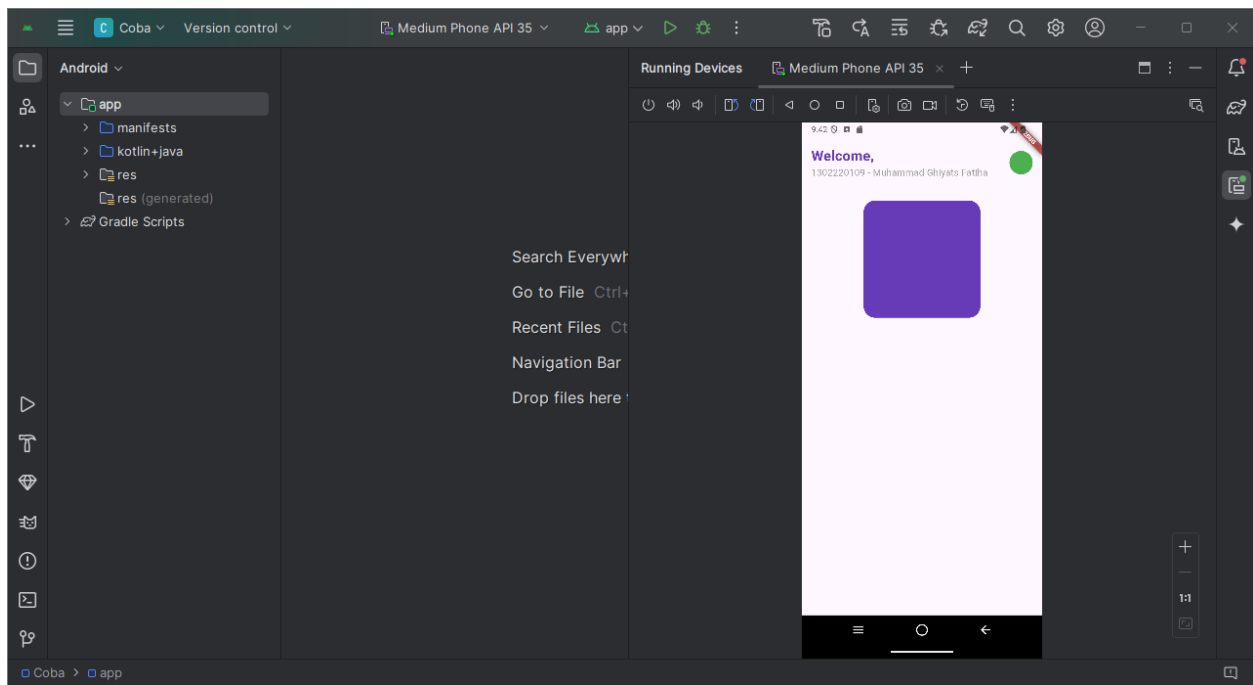 C Coba Version control Medium Phone API 35 app
Android
app
manifests
kotlin+java
res
res (generated)
Gradle Scripts
Search Everywh
Go to File Ctrl+
Recent Files Ct
Navigation Bar
Drop files here
Running Devices Medium Phone API 35
9:42
Welcome,
1302220109 - Muhammad Ghiyats Fatiha
1:1
Coba > app